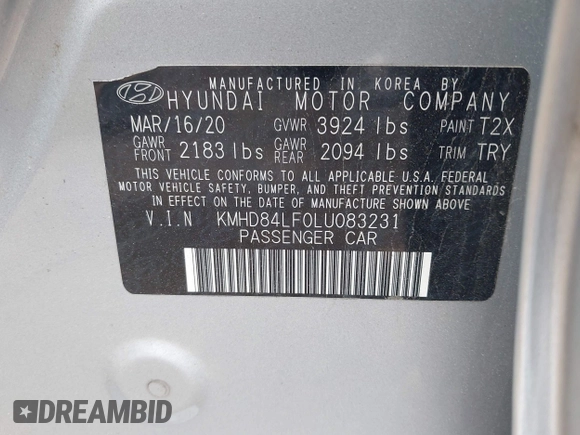 MANUFACTURED IN KOREA BY
HYUNDAI MOTOR COMPANY
MAR/16/20 GVWR 3924 lbs PAINT T2X
GAWR FRONT 2183 lbs GAWR REAR 2094 lbs TRIM TRY
THIS VEHICLE CONFORMS TO ALL APPLICABLE U.S.A. FEDERAL
MOTOR VEHICLE SAFETY, BUMPER, AND THEFT PREVENTION STANDARDS
IN EFFECT ON THE DATE OF MANUFACTURE SHOWN ABOVE
V.I.N KMHD84LF0LU083231
PASSENGER CAR
DREAMBID